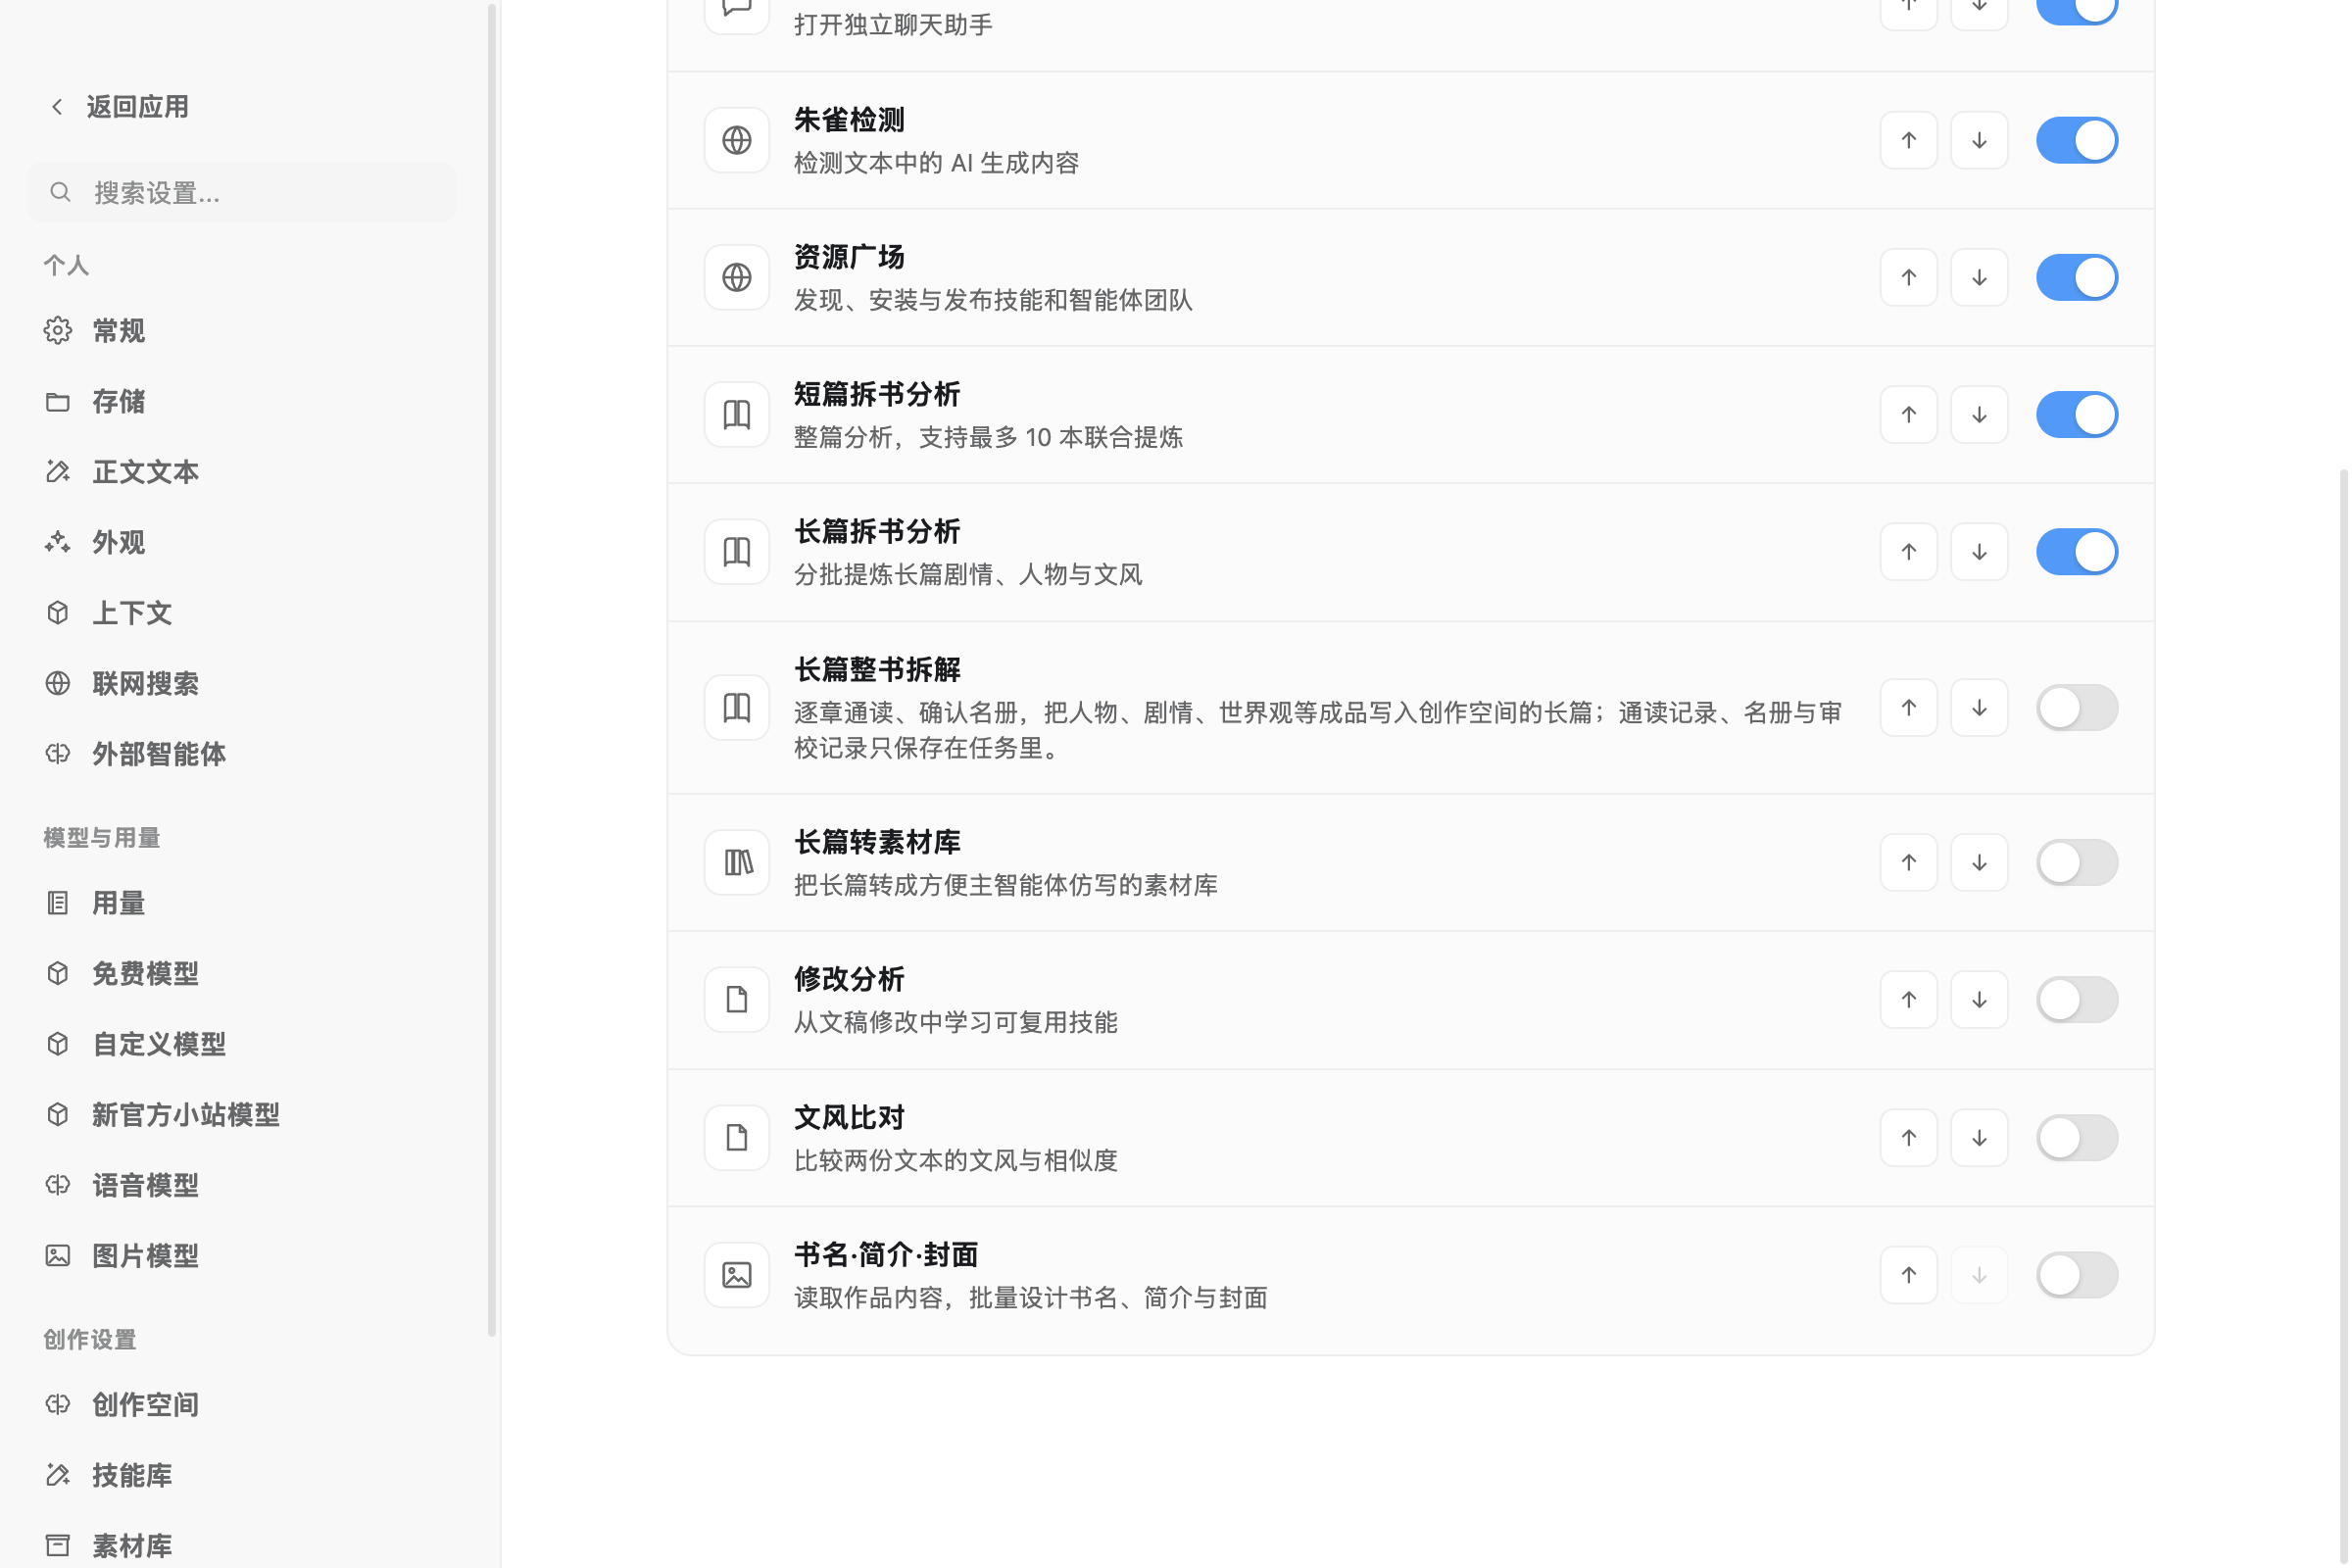 返回应用
搜索设置...
个人
常规
存储
正文文本
外观
上下文
联网搜索
外部智能体
模型与用量
用量
免费模型
自定义模型
新官方小站模型
语音模型
图片模型
创作设置
创作空间
技能库
素材库
打开独立聊天助手
朱雀检测
检测文本中的 AI 生成内容
资源广场
发现、安装与发布技能和智能体团队
短篇拆书分析
整篇分析，支持最多 10 本联合提炼
长篇拆书分析
分批提炼长篇剧情、人物与文风
长篇整书拆解
逐章通读、确认名册，把人物、剧情、世界观等成品写入创作空间的长篇；通读记录、名册与审
校记录只保存在任务里。
长篇转素材库
把长篇转成方便主智能体仿写的素材库
修改分析
从文稿修改中学习可复用技能
文风比对
比较两份文本的文风与相似度
书名·简介·封面
读取作品内容，批量设计书名、简介与封面